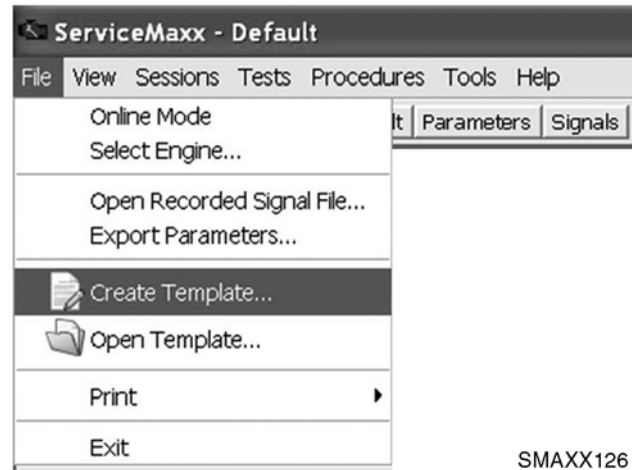 ServiceMaxx - Default
File View Sessions Tests Procedures Tools Help
lt Parameters Signals
Online Mode
Select Engine...
Open Recorded Signal File...
Export Parameters...
Create Template...
Open Template...
Print
Exit
SMAXX126